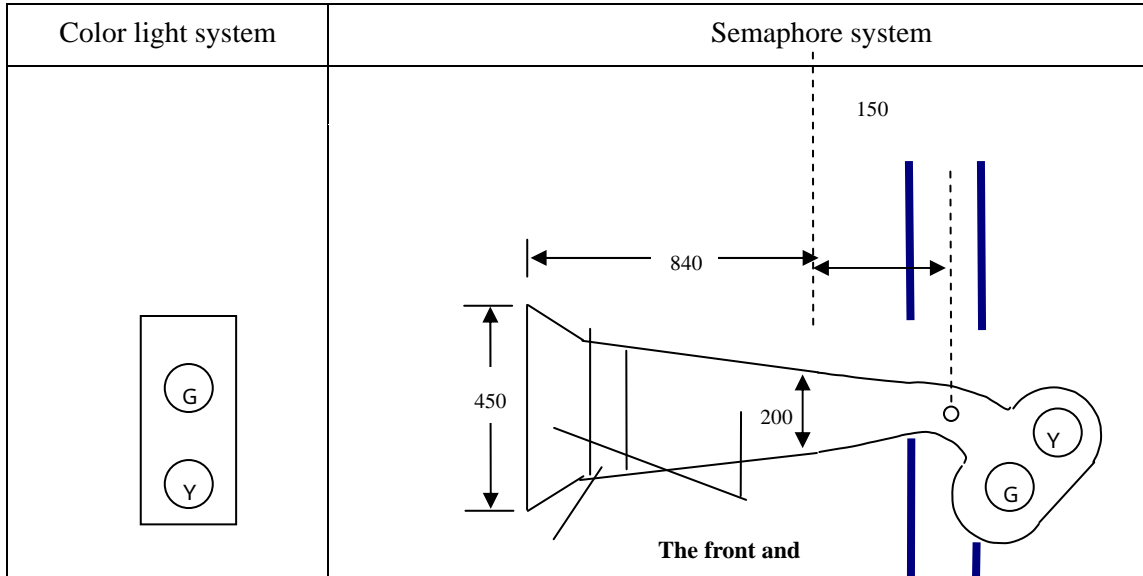 Color light system
Semaphore system
150
840
G
450
200
Y
Y
G
The front and